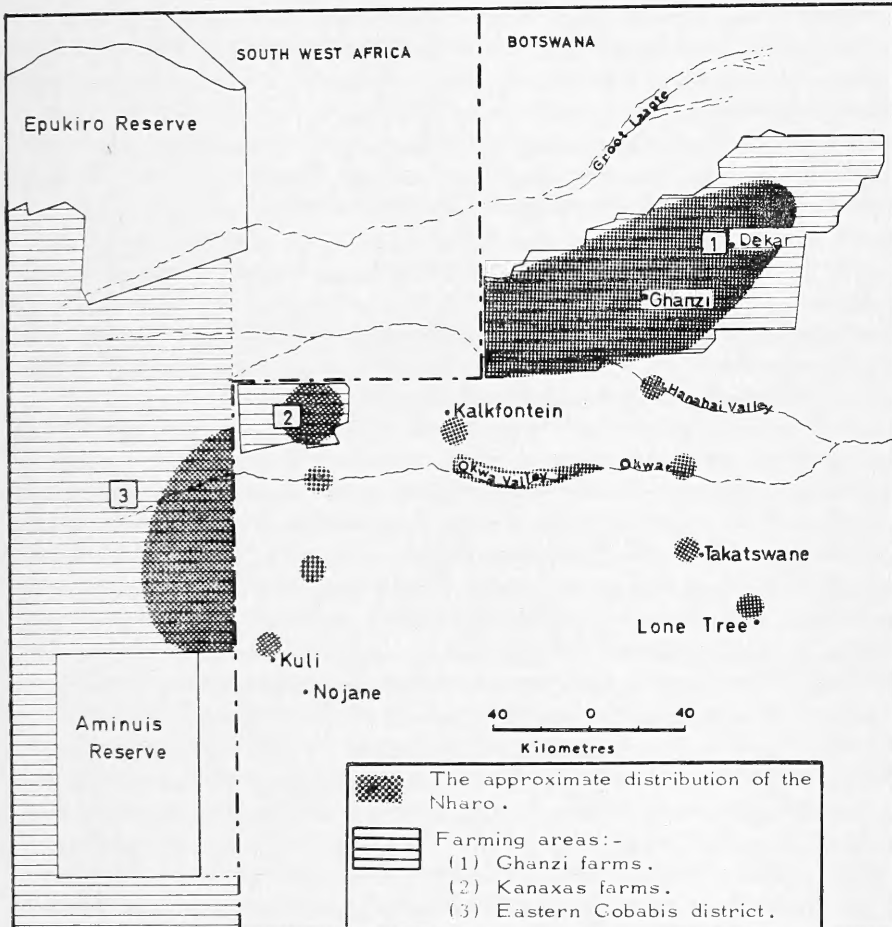 SOUTH WEST AFRICA
BOTSWANA
Epukiro Reserve
Groot Laagte
1
Dekar
Ghanzi
2
Kalkfontein
Hanahai Valley
Okwa Valley
Okwa
3
Takatswane
Lone Tree
Kuli
Nojane
Aminuis
Reserve
40 0 40
Kilometres
The approximate distribution of the
Nharo.
Farming areas:-
(1) Ghanzi farms.
(2) Kanaxas farms.
(3) Eastern Gobabis district.